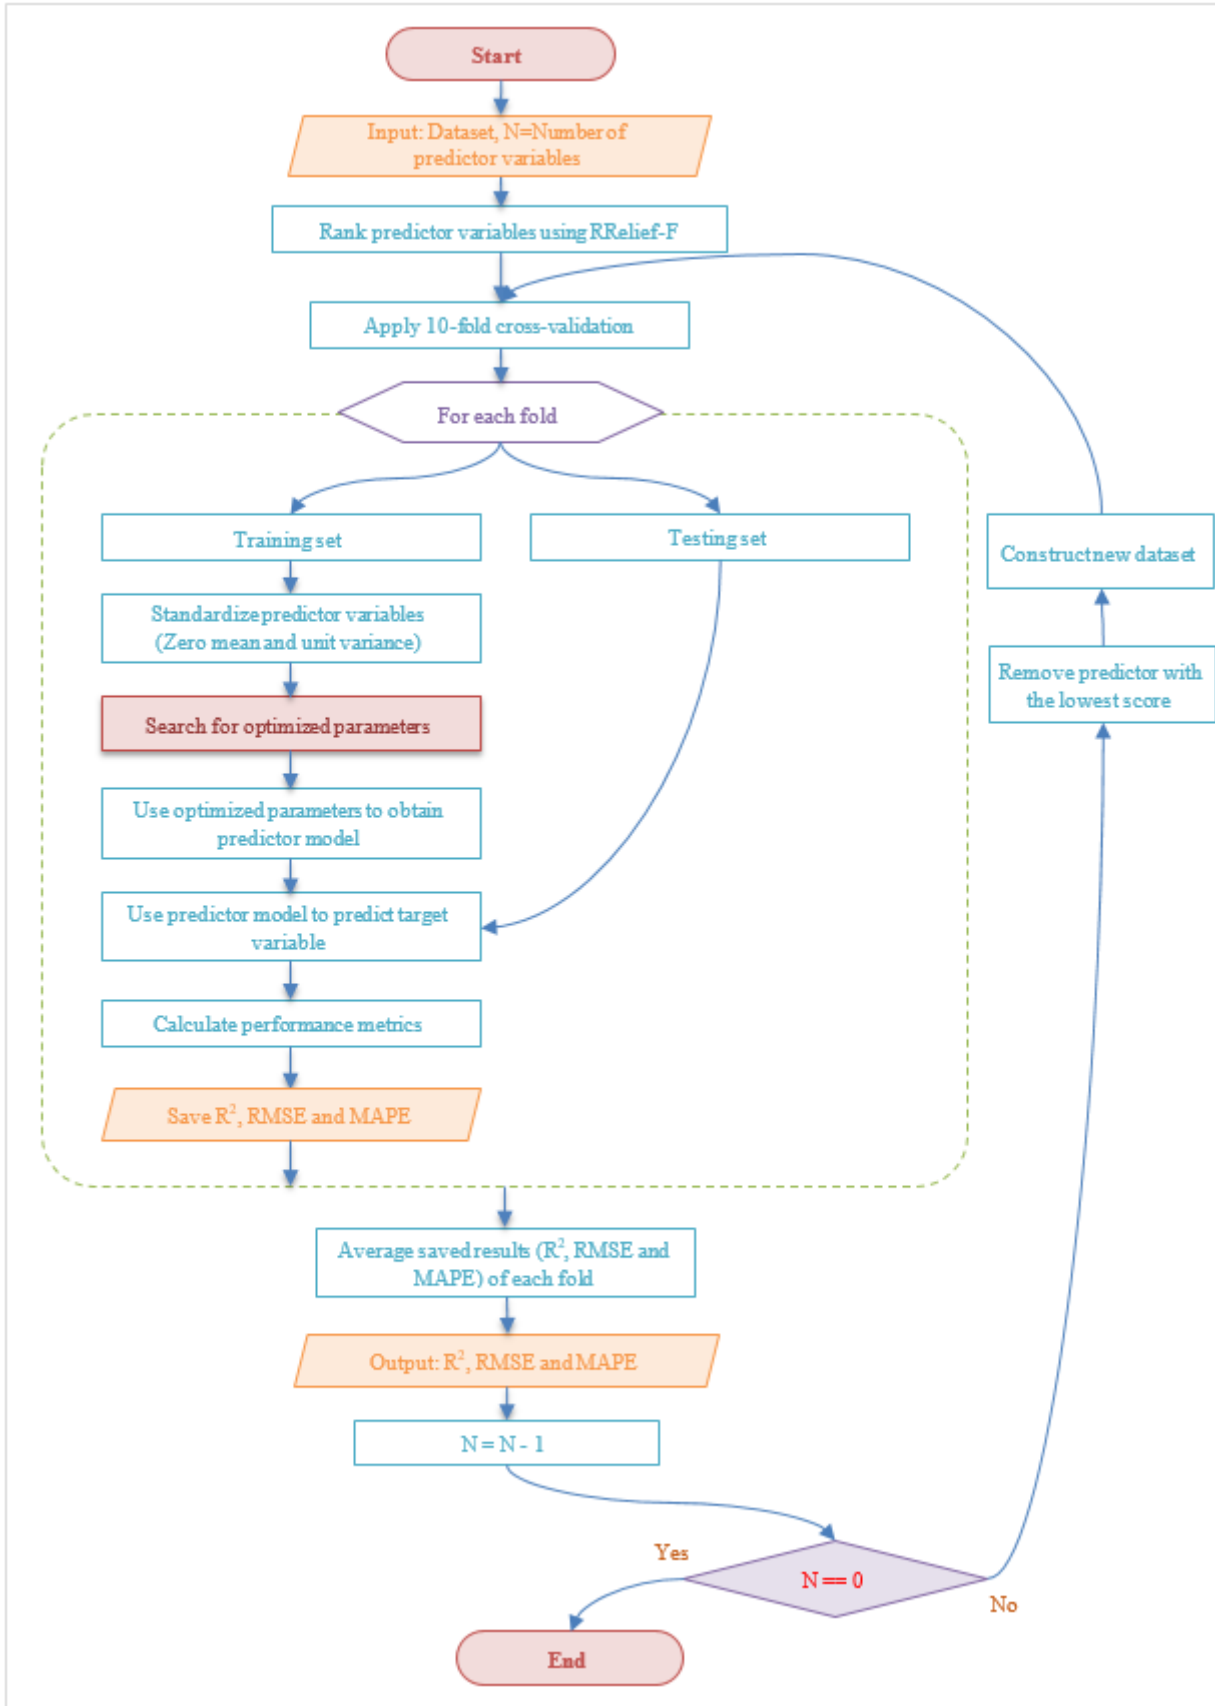 Start
Input: Dataset, N=Number of
predictor variables
Rank predictor variables using RRelief-F
Apply 10-fold cross-validation
For each fold
Training set
Testing set
Standardize predictor variables
(Zero mean and unit variance)
Search for optimized parameters
Use optimized parameters to obtain
predictor model
Use predictor model to predict target
variable
Calculate performance metrics
Save R², RMSE and MAPE
Average saved results (R², RMSE and
MAPE) of each fold
Output: R², RMSE and MAPE
N = N - 1
N == 0
Yes
No
End
Remove predictor with
the lowest score
Construct new dataset